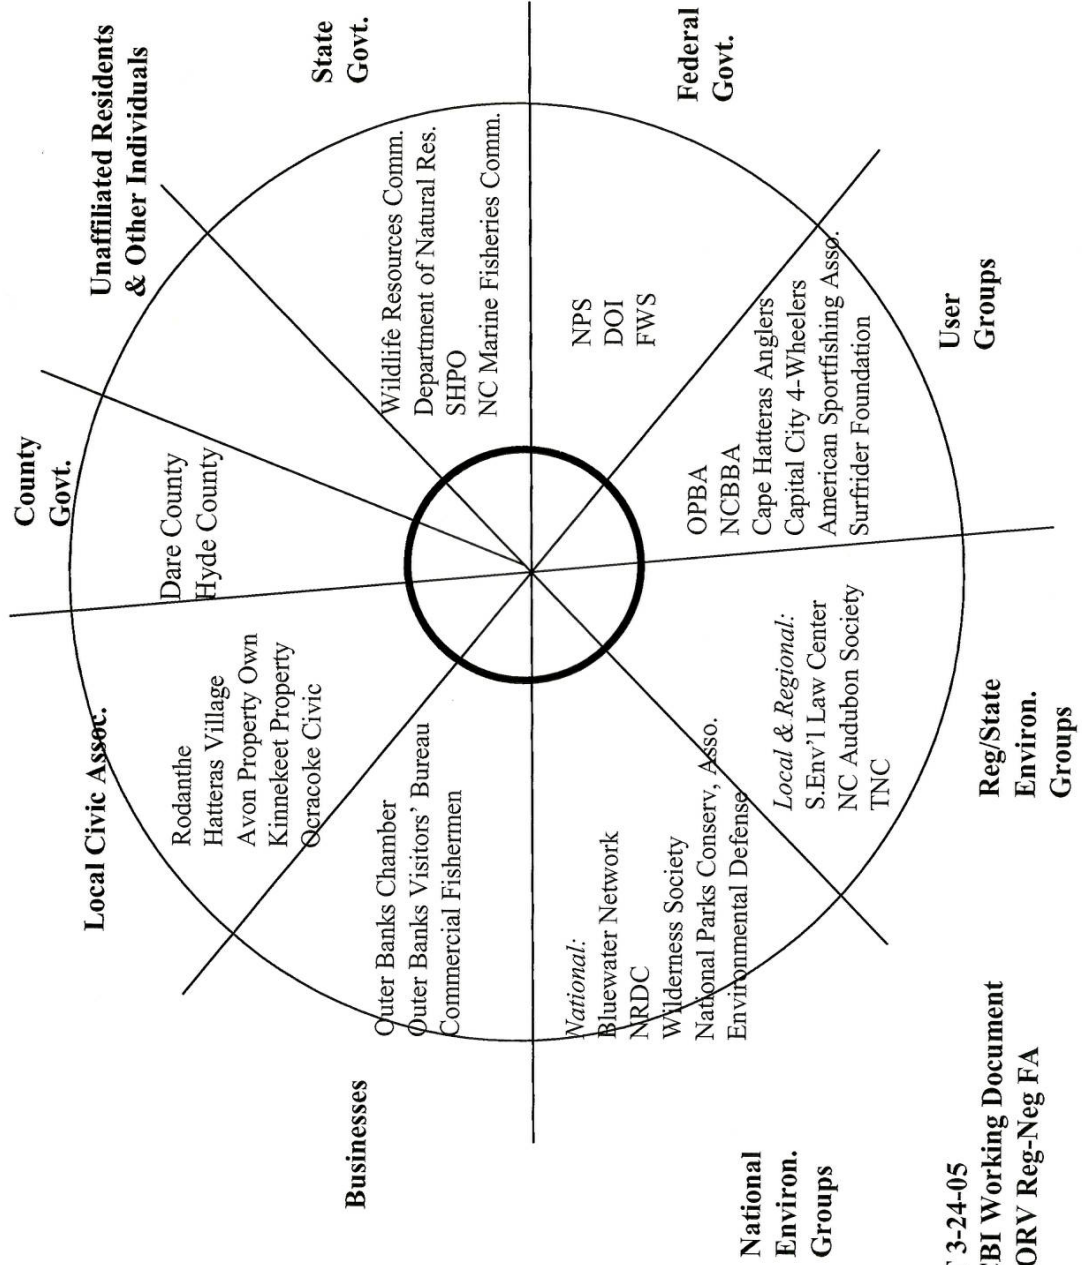 Unaffiliated Residents
& Other Individuals
State
Govt.
Federal
Govt.
County
Govt.
Dare County
Hyde County
Wildlife Resources Comm.
Department of Natural Res.
SHPO
NC Marine Fisheries Comm.
NPS
DOI
FWS
User
Groups
OPBA
NCBBA
Cape Hatteras Anglers
Capital City 4-Wheelers
American Sportfishing Asso.
Surfrider Foundation
Local Civic Assoc.
Rodanthe
Hatteras Village
Avon Property Own
Kinnekeet Property
Ocracoke Civic
Outer Banks Chamber
Outer Banks Visitors' Bureau
Commercial Fishermen
Businesses
National:
Bluewater Network
NRDC
Wilderness Society
National Parks Conserv, Asso.
Environmental Defense
Local & Regional:
S.Env'l Law Center
NC Audubon Society
TNC
Reg/State
Environ.
Groups
National
Environ.
Groups
3-24-05
BI Working Document
ORV Reg-Neg FA